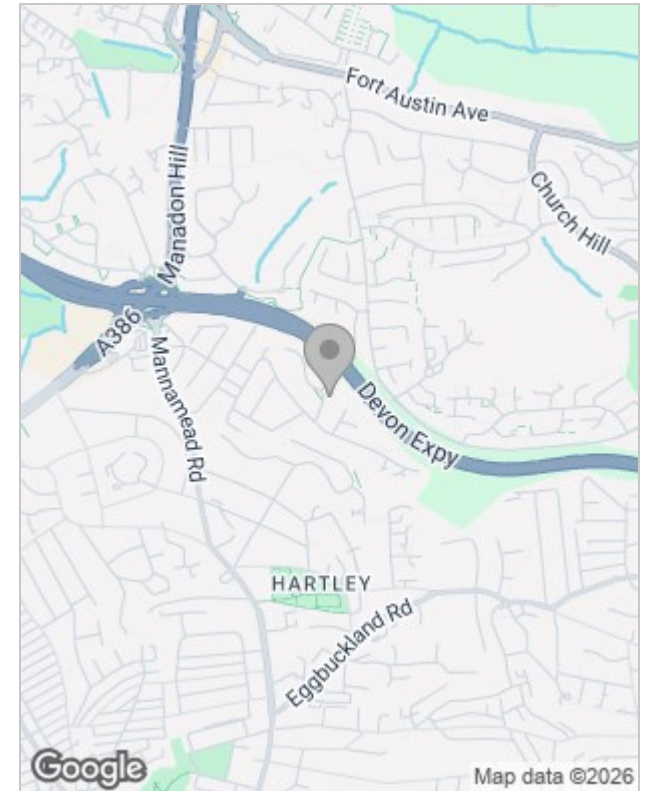 Fort Austin Ave
Manadon Hill
Church Hill
A386
Mannamead Rd
Devon Expy
HARTLEY
Eggbuckland Rd
Google
Map data ©2026